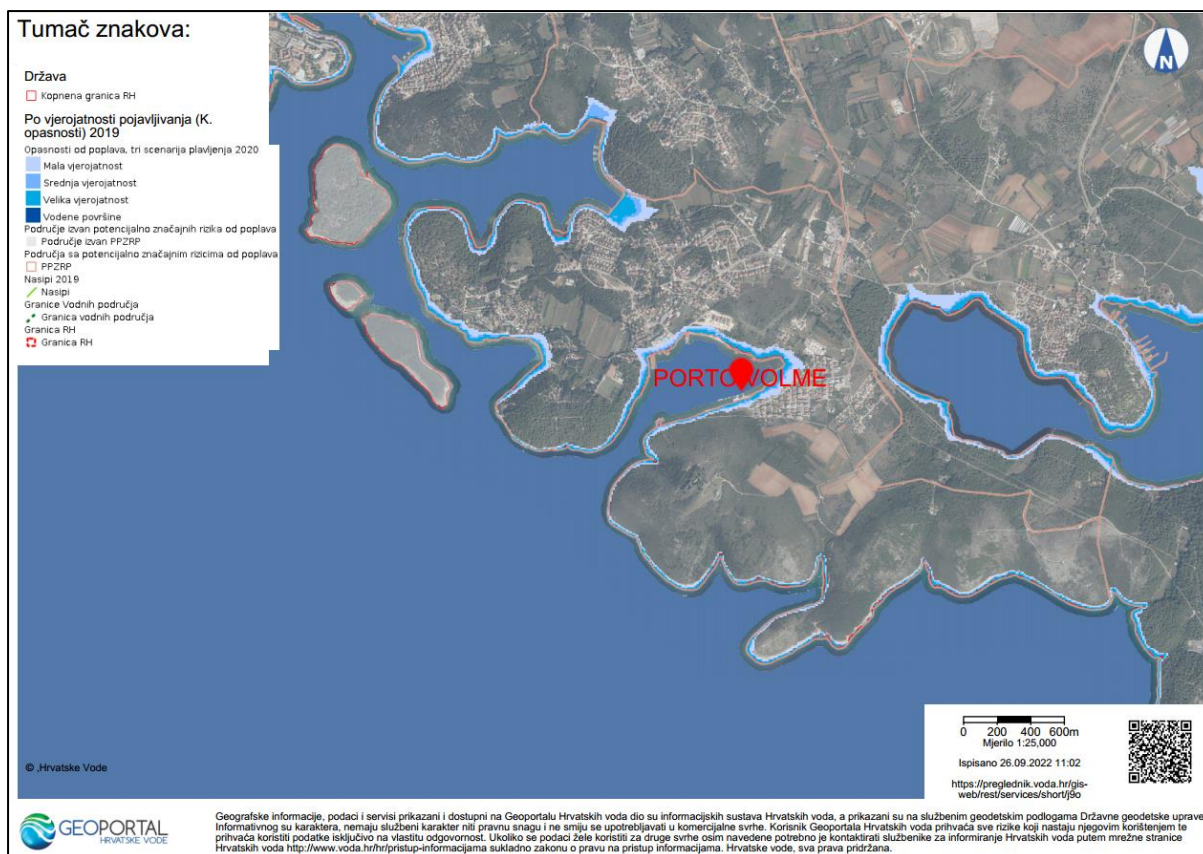 Tumač znakova:
Država
Kopnena granica RH
Po vjerojatnosti pojavljivanja (K.
opasnosti) 2019
Opasnosti od poplava, tri scenarija plavljenja 2020
Mala vjerojatnost
Srednja vjerojatnost
Velika vjerojatnost
Vodene površine
Područje izvan potencijalno značajnih rizika od poplava
Područje izvan PPZRP
Područja sa potencijalno značajnim rizicima od poplava
PPZRP
Nasipi 2019
Nasipi
Granice Vodnih područja
Granica vodnih područja
Granica RH
Granica RH
N
PORTO VOLME
0 200 400 600m
Mjerilo 1:25,000
Ispisano 26.09.2022 11:02
https://preglednik.voda.hr/gis-
web/rest/services/short/j9o
© ,Hrvatske Vode
GEOPORTAL
HRVATSKE VODE
Geografske informacije, podaci i servisi prikazani i dostupni na Geoportalu Hrvatskih voda dio su informacijskih sustava Hrvatskih voda, a prikazani su na službenim geodetskim podlogama Državne geodetske uprave
Informativnog su karaktera, nemaju službeni karakter niti pravnu snagu i ne smiju se upotrebljavati u komercijalne svrhe. Korisnik Geoportala Hrvatskih voda prihvaća sve rizike koji nastaju njegovim korištenjem te
prihvaća koristiti podatke isključivo na vlastitu odgovornost. Ukoliko se podaci žele koristiti za druge svrhe osim navedene potrebno je kontaktirati službenike za informiranje Hrvatskih voda putem mrežne stranice
Hrvatskih voda http://www.voda.hr/hr/pristup-informacijama sukladno zakonu o pravu na pristup informacijama. Hrvatske vode, sva prava pridržana.